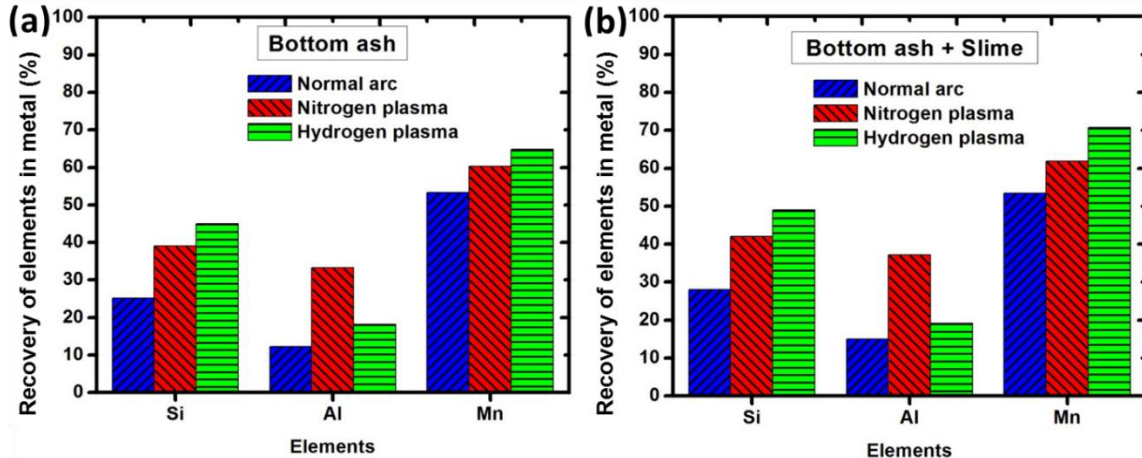 (a)
Bottom ash
Normal arc
Nitrogen plasma
Hydrogen plasma
Recovery of elements in metal (%)
100
90
80
70
60
50
40
30
20
10
0
Si Al Mn
Elements
(b)
Bottom ash + Slime
Normal arc
Nitrogen plasma
Hydrogen plasma
Recovery of elements in metal (%)
100
90
80
70
60
50
40
30
20
10
0
Si Al Mn
Elements